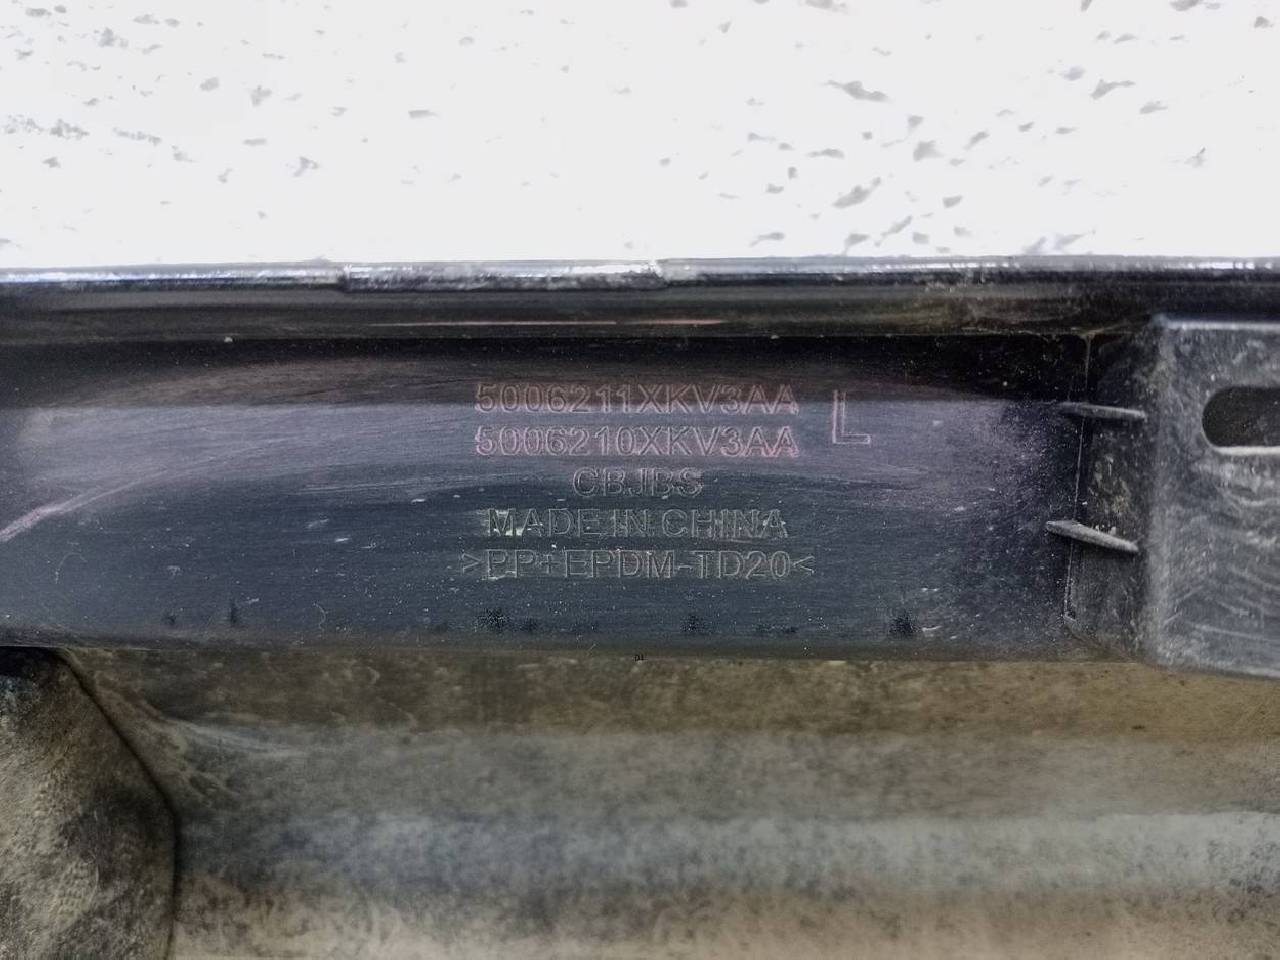 5006211XKV3AA L
5006210XKV3AA
CBJBS
MADE IN CHINA
>PP+EPDM-TD20<